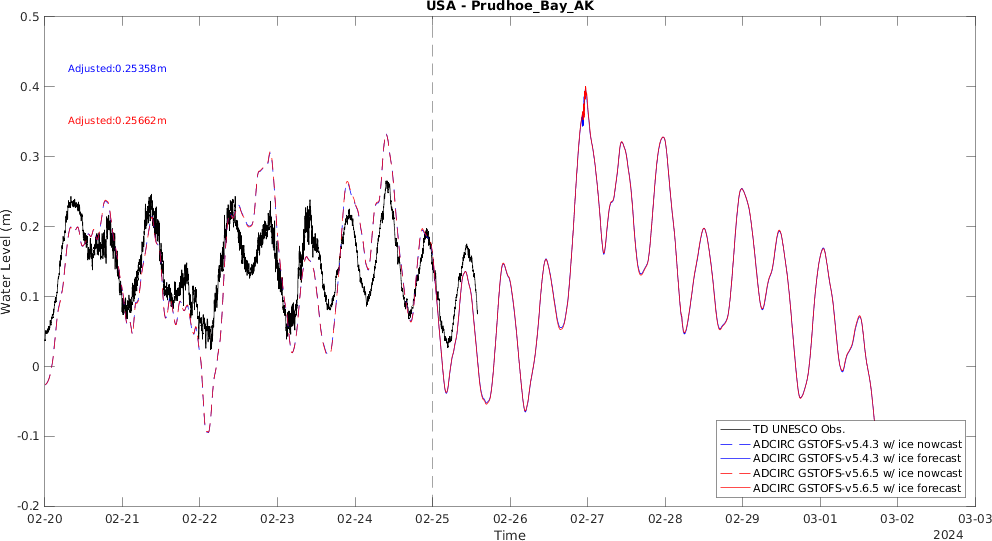 USA - Prudhoe_Bay_AK
0.5
0.4
0.3
0.2
0.1
0
-0.1
-0.2
Water Level (m)
Adjusted:0.25358m
Adjusted:0.25662m
TD UNESCO Obs.
ADCIRC GSTOFS-v5.4.3 w/ ice nowcast
ADCIRC GSTOFS-v5.4.3 w/ ice forecast
ADCIRC GSTOFS-v5.6.5 w/ ice nowcast
ADCIRC GSTOFS-v5.6.5 w/ ice forecast
02-20 02-21 02-22 02-23 02-24 02-25 02-26 02-27 02-28 02-29 03-01 03-02 03-03
Time
2024